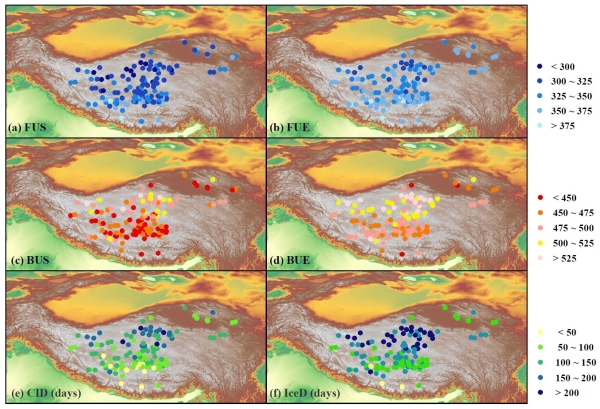 (a) FUS
(b) FUE
< 300
300 ~ 325
325 ~ 350
350 ~ 375
> 375
(c) BUS
(d) BUE
< 450
450 ~ 475
475 ~ 500
500 ~ 525
> 525
(e) CID (days)
(f) IceD (days)
< 50
50 ~ 100
100 ~ 150
150 ~ 200
> 200